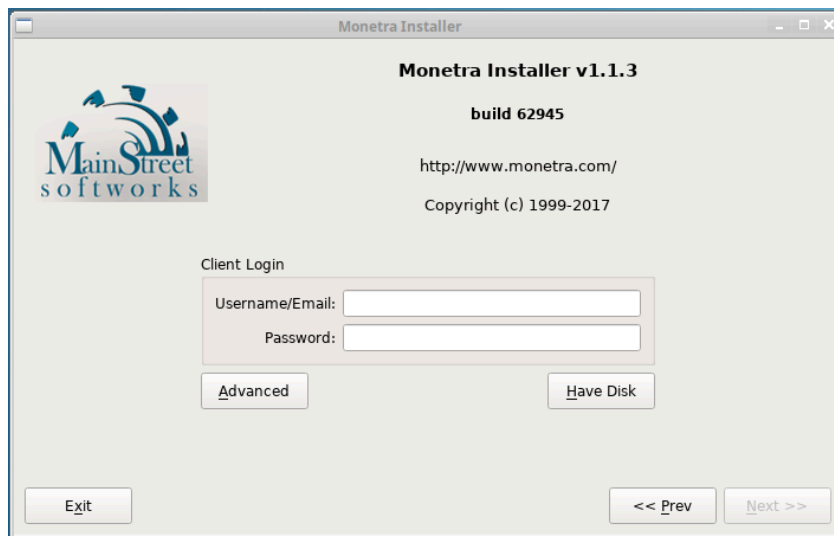 Monetra Installer
Monetra Installer v1.1.3
build 62945
MainStreet
softworks
http://www.monetra.com/
Copyright (c) 1999-2017
Client Login
Username/Email:
Password:
Advanced
Have Disk
Exit
<< Prev
Next >>